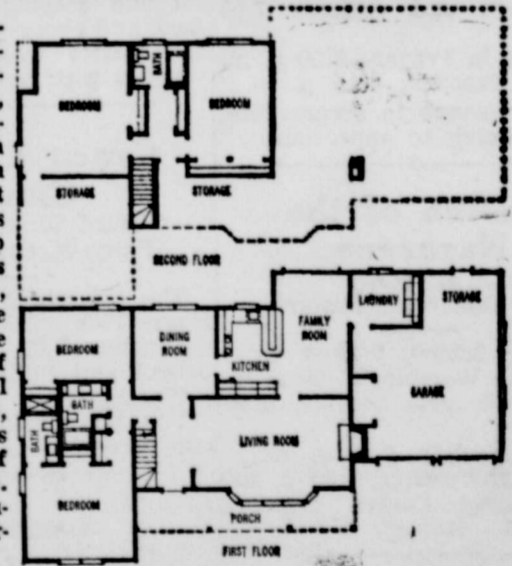 BEDROOM
BATH
BEDROOM
STORAGE
STORAGE
SECOND FLOOR
LAUNDRY
STORAGE
BEDROOM
DINING
ROOM
FAMILY
ROOM
KITCHEN
GARAGE
BATH
BATH
LIVING ROOM
BEDROOM
PORCH
FIRST FLOOR